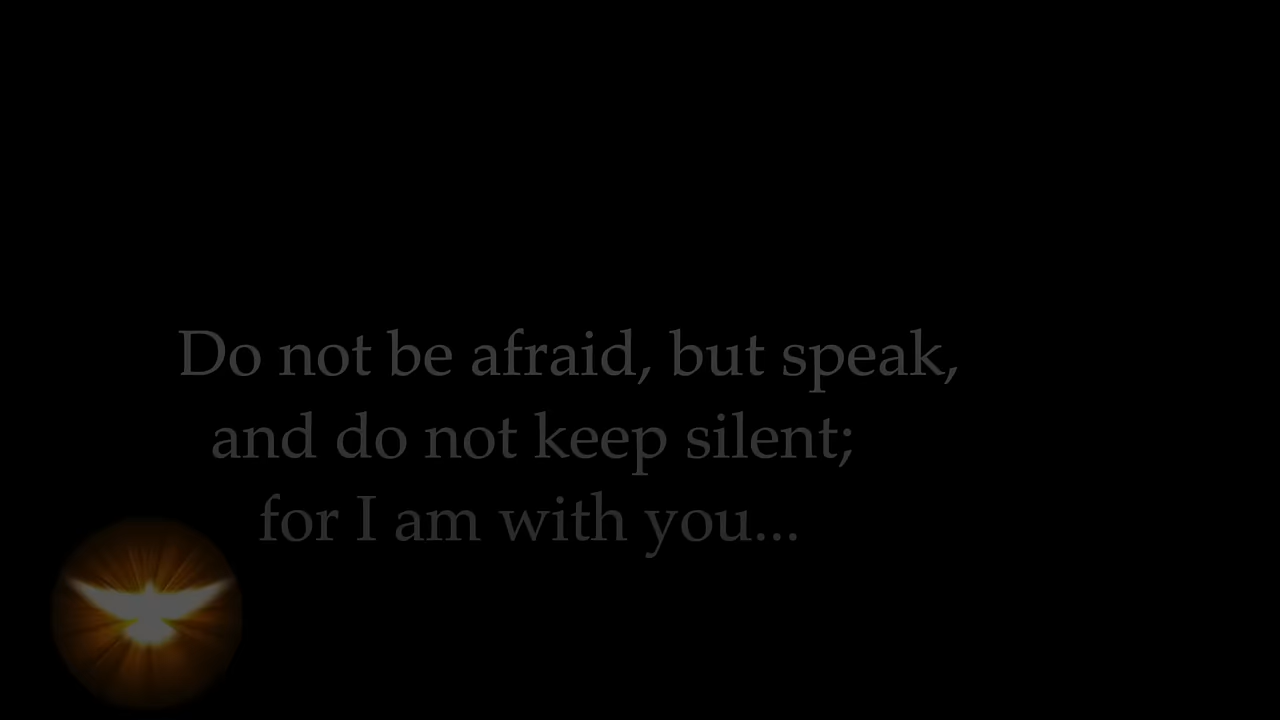 Do not be afraid, but speak,
and do not keep silent;
for I am with you...